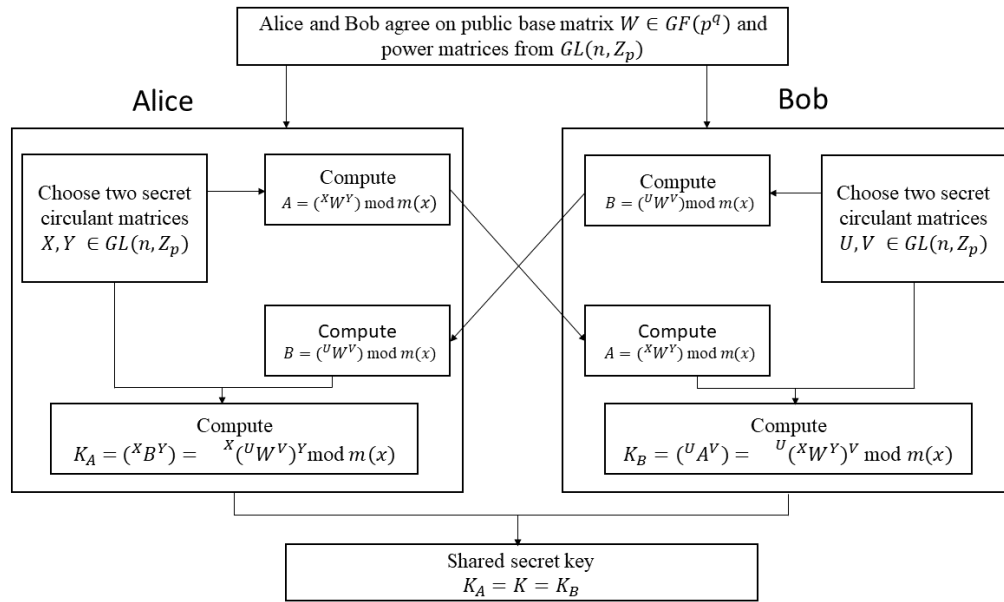 Alice and Bob agree on public base matrix W ∈ GF(p^q) and
power matrices from GL(n, Z_p)
Alice
Bob
Choose two secret
circulant matrices
X, Y ∈ GL(n, Z_p)
Compute
A = (^X W^Y) mod m(x)
Compute
B = (^U W^V)mod m(x)
Choose two secret
circulant matrices
U, V ∈ GL(n, Z_p)
Compute
B = (^U W^V) mod m(x)
Compute
A = (^X W^Y) mod m(x)
Compute
K_A = (^X B^Y) = ^X(^U W^V)^Y mod m(x)
Compute
K_B = (^U A^V) = ^U(^X W^Y)^V mod m(x)
Shared secret key
K_A = K = K_B